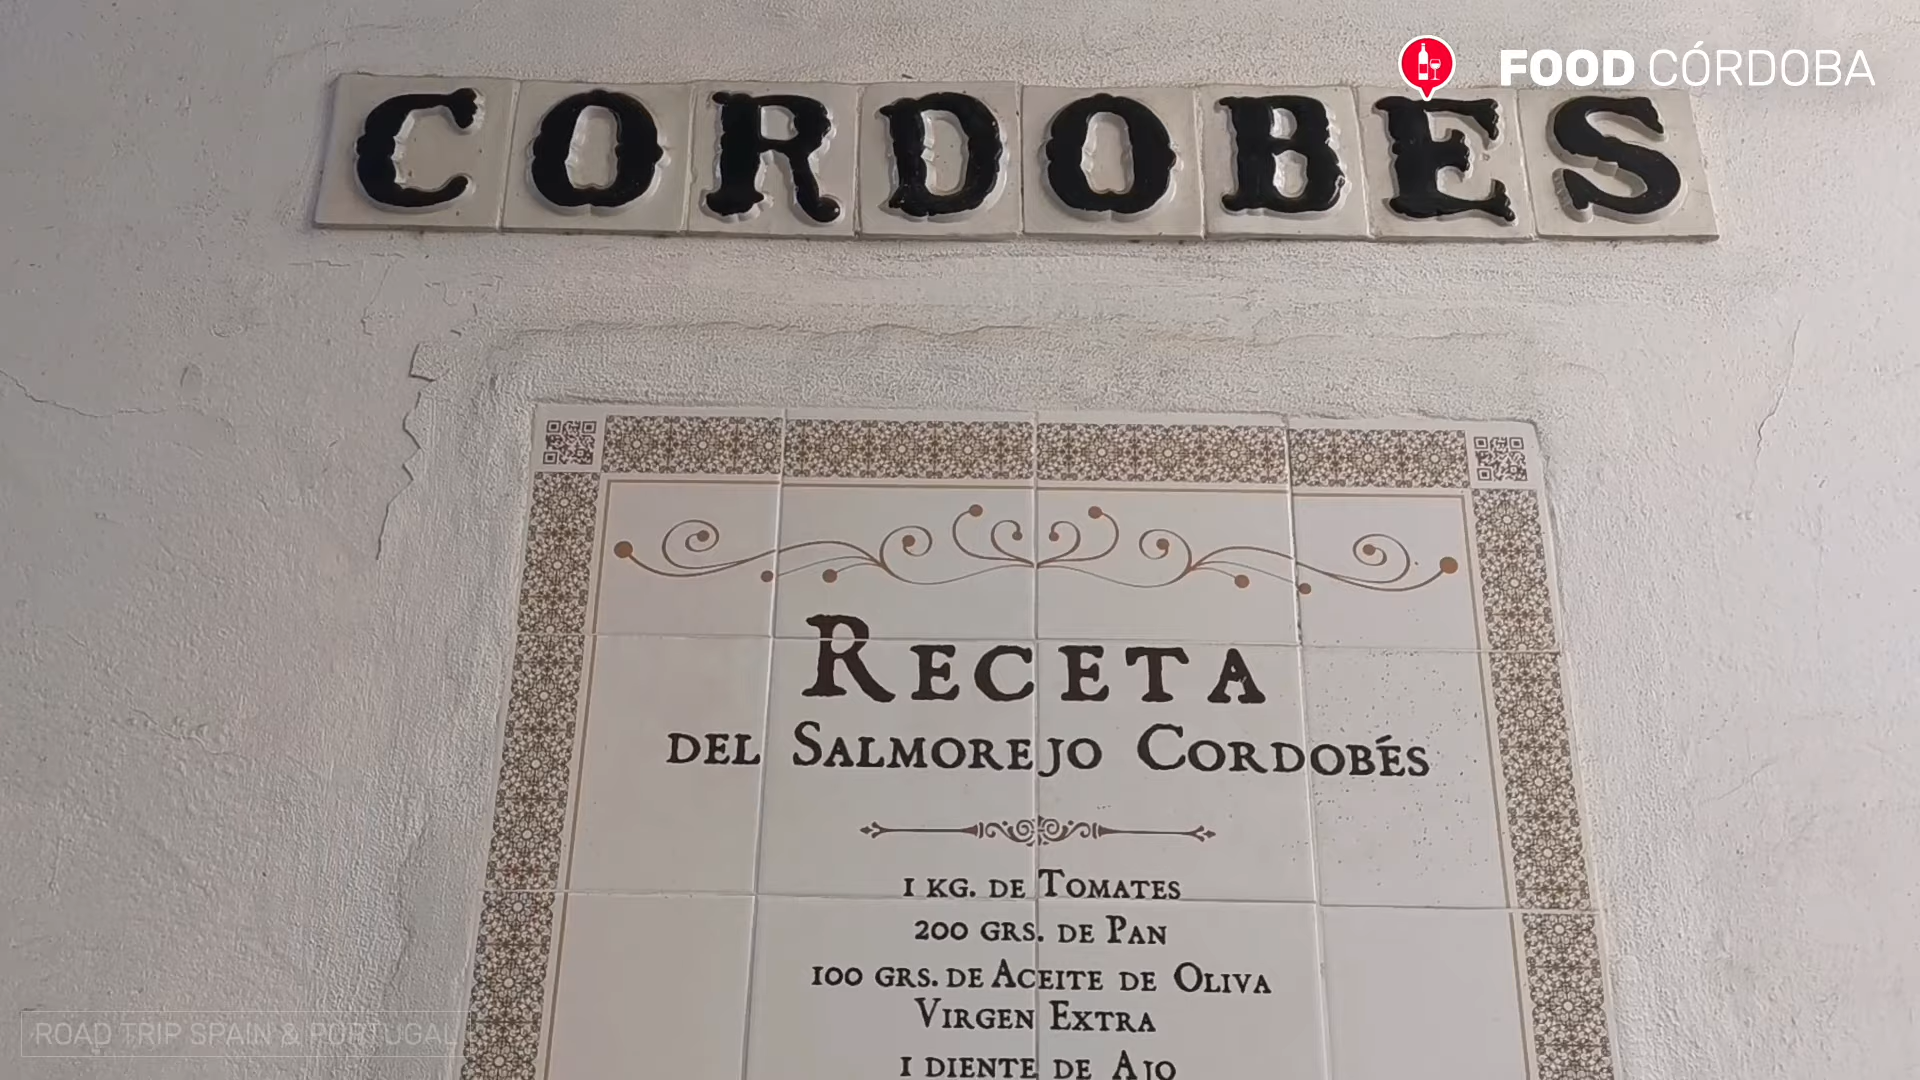 FOOD CÓRDOBA
CORDOBES
RECETA
DEL SALMOREJO CORDOBÉS
1 KG. DE TOMATES
200 GRS. DE PAN
100 GRS. DE ACEITE DE OLIVA
VIRGEN EXTRA
1 DIENTE DE AJO
ROAD TRIP SPAIN & PORTUGAL